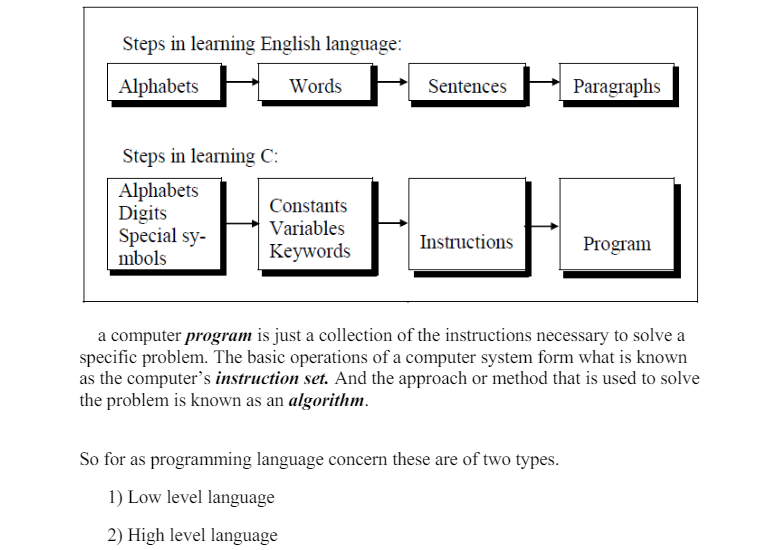 Steps in learning English language:
Alphabets
Words
Sentences
Paragraphs
Steps in learning C:
Alphabets
Digits
Special sy-
mbols
Constants
Variables
Keywords
Instructions
Program
a computer program is just a collection of the instructions necessary to solve a
specific problem. The basic operations of a computer system form what is known
as the computer’s instruction set. And the approach or method that is used to solve
the problem is known as an algorithm.
So for as programming language concern these are of two types.
1) Low level language
2) High level language